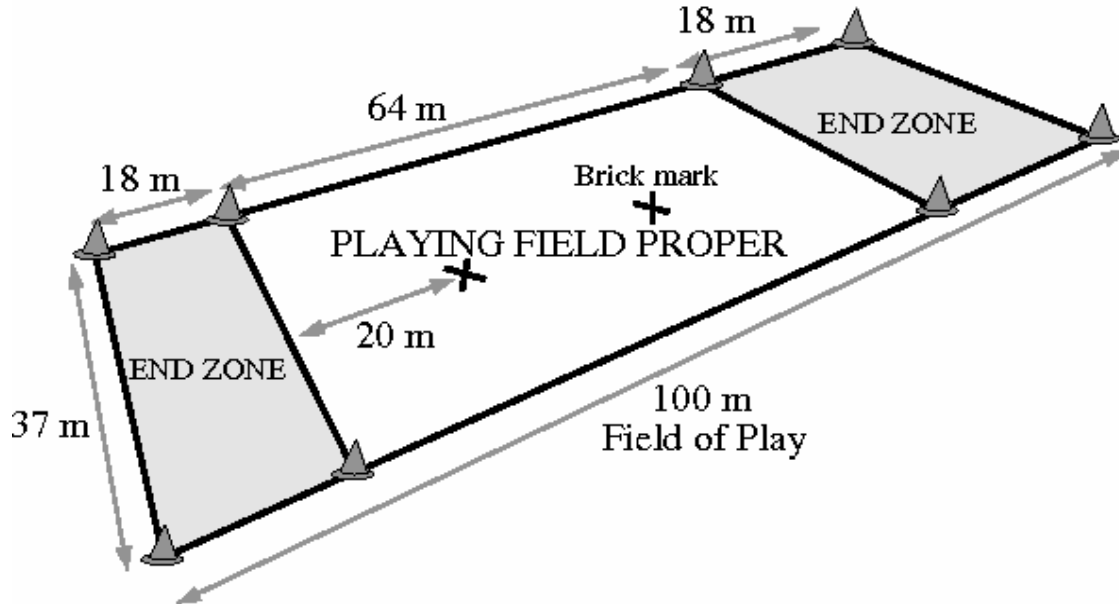 18 m
64 m
END ZONE
18 m
Brick mark
PLAYING FIELD PROPER
20 m
END ZONE
37 m
100 m
Field of Play